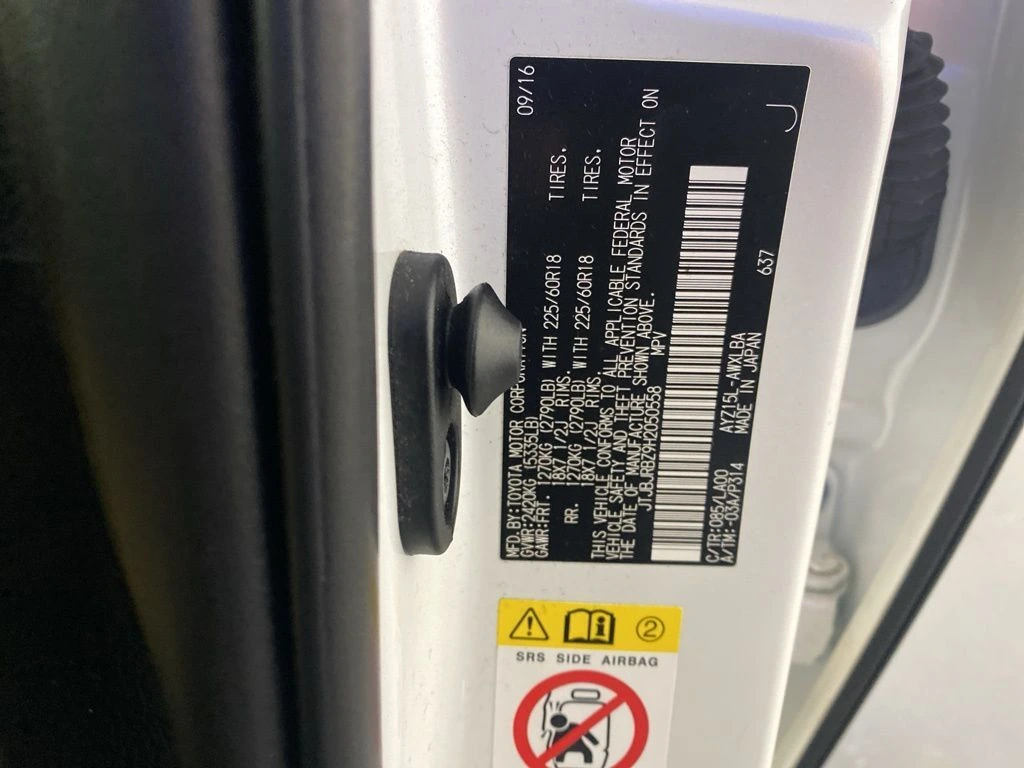 09/16
MFD.BY:TOYOTA MOTOR CORPORATION
GVWR:2420KG (5335LB)
GAWR:FRT. 1270KG (2790LB) WITH 225/60R18 TIRES,
18X7 1/2J RIMS.
RR. 1270KG (2790LB) WITH 225/60R18 TIRES,
18X7 1/2J RIMS.
THIS VEHICLE CONFORMS TO ALL APPLICABLE FEDERAL MOTOR
VEHICLE SAFETY AND THEFT PREVENTION STANDARDS IN EFFECT ON
THE DATE OF MANUFACTURE SHOWN ABOVE.
JTJBJRBZ9F2050558 MPV
C/TR:085/LA00 AYZ15L-AWXLBA
A/TM:-03A/P314 MADE IN JAPAN
637
J
2
SRS SIDE AIRBAG